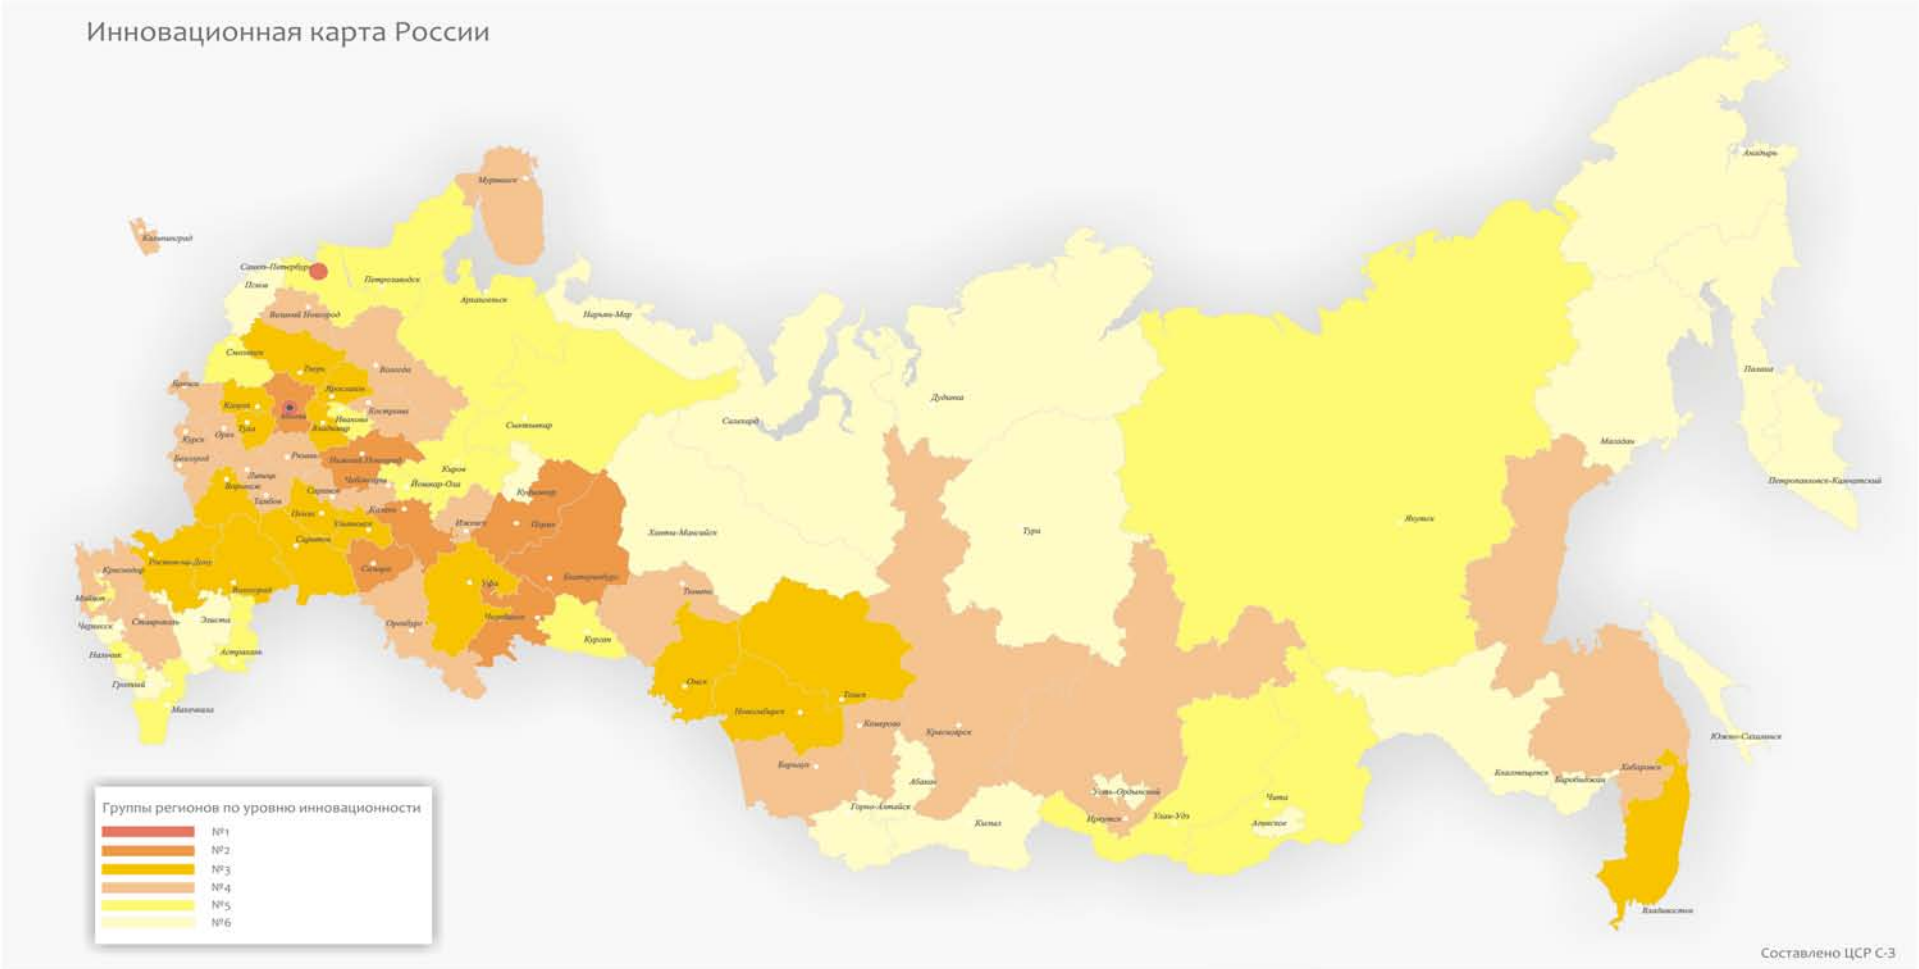 Инновационная карта России
Анадырь
Мурманск
Калининград
Санкт-Петербург
Петрозаводск
Псков
Архангельск
Великий Новгород
Нарьян-Мар
Смоленск
Тверь
Вологда
Палана
Брянск
Ярославль
Дудинка
Калуга
Кострома
Москва
Иваново
Салехард
Тула
Владимир
Сыктывкар
Орел
Курск
Магадан
Белгород
Рязань
Нижний Новгород
Киров
Липецк
Чебоксары
Йошкар-Ола
Петропавловск-Камчатский
Воронеж
Саранск
Кудымкар
Тамбов
Пенза
Казань
Якутск
Ульяновск
Ижевск
Пермь
Ханты-Мансийск
Тура
Саратов
Ростов-на-Дону
Краснодар
Самара
Екатеринбург
Уфа
Волгоград
Тюмень
Майкоп
Челябинск
Черкесск
Ставрополь
Элиста
Оренбург
Курган
Нальчик
Астрахань
Грозный
Омск
Томск
Махачкала
Новосибирск
Кемерово
Красноярск
Южно-Сахалинск
Барнаул
Хабаровск
Благовещенск
Биробиджан
Абакан
Усть-Ордынский
Чита
Горно-Алтайск
Иркутск
Улан-Удэ
Кызыл
Агинское
Владивосток
Группы регионов по уровню инновационности
№1
№2
№3
№4
№5
№6
Составлено ЦСР С-З